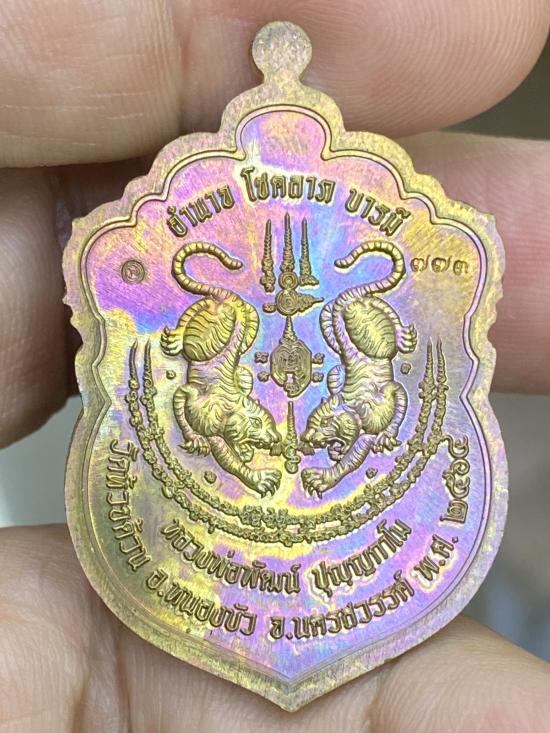 อำนาจ โชคลาภ บารมี
๗๗๓
หลวงพ่อพัฒน์ ปุญฺญกาโม
วัดห้วยด้วน อ.หนองบัว จ.นครสวรรค์ พ.ศ. ๒๕๖๔